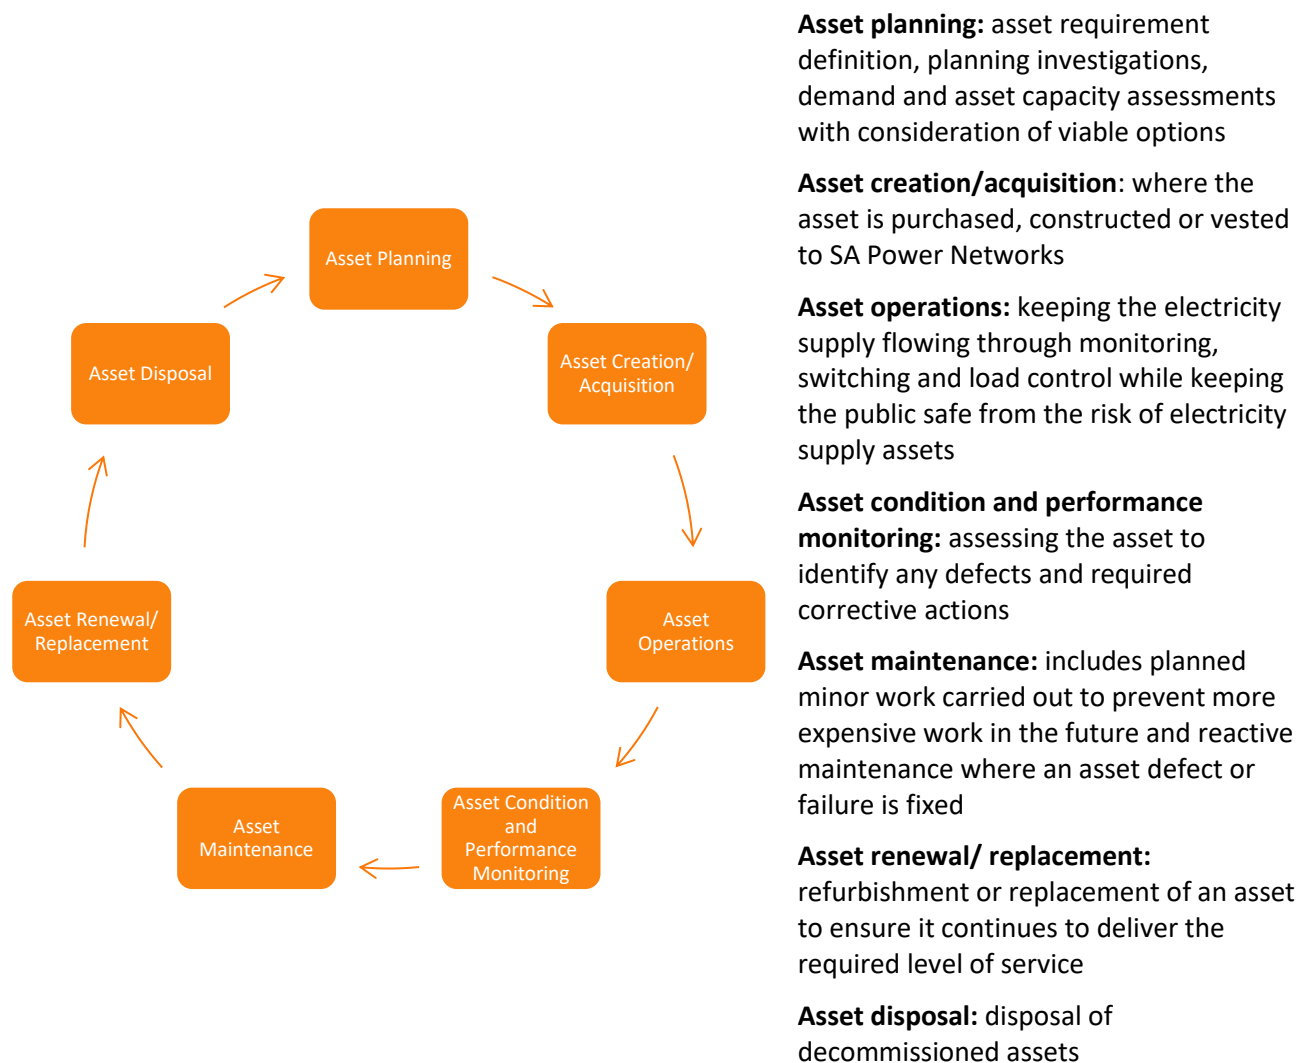 Asset Planning
Asset Creation/
Acquisition
Asset
Operations
Asset Condition
and
Performance
Monitoring
Asset
Maintenance
Asset Renewal/
Replacement
Asset Disposal
Asset planning: asset requirement
definition, planning investigations,
demand and asset capacity assessments
with consideration of viable options
Asset creation/acquisition: where the
asset is purchased, constructed or vested
to SA Power Networks
Asset operations: keeping the electricity
supply flowing through monitoring,
switching and load control while keeping
the public safe from the risk of electricity
supply assets
Asset condition and performance
monitoring: assessing the asset to
identify any defects and required
corrective actions
Asset maintenance: includes planned
minor work carried out to prevent more
expensive work in the future and reactive
maintenance where an asset defect or
failure is fixed
Asset renewal/ replacement:
refurbishment or replacement of an asset
to ensure it continues to deliver the
required level of service
Asset disposal: disposal of
decommissioned assets